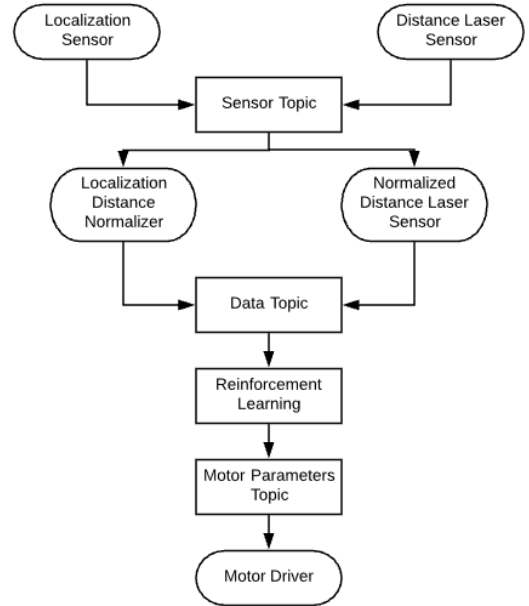 Localization
Sensor
Distance Laser
Sensor
Sensor Topic
Localization
Distance
Normalizer
Normalized
Distance Laser
Sensor
Data Topic
Reinforcement
Learning
Motor Parameters
Topic
Motor Driver